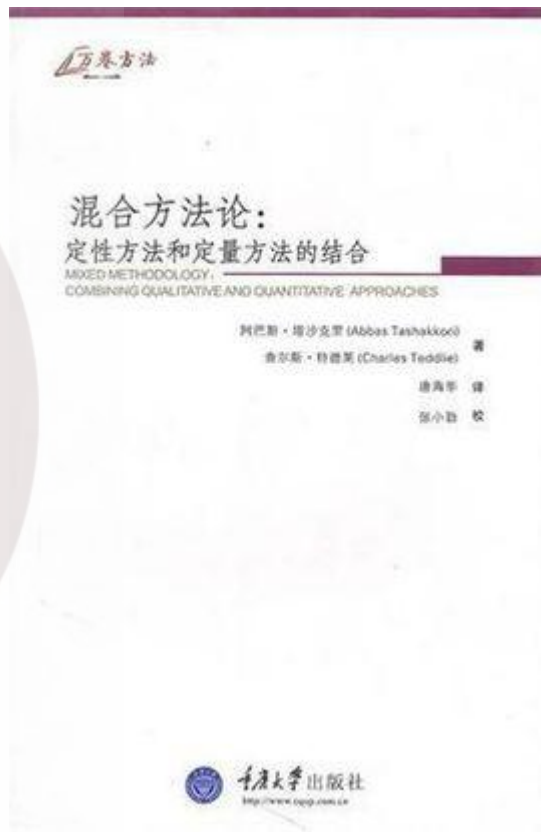 万卷方法
混合方法论：
定性方法和定量方法的结合
MIXED METHODOLOGY:
COMBINING QUALITATIVE AND QUANTITATIVE APPROACHES
阿巴斯·塔沙克里 (Abbas Tashakkori)
查尔斯·特德莱 (Charles Teddlie)
著
唐海华 译
张小劲 校
重庆大学出版社
http://www.cqup.com.cn